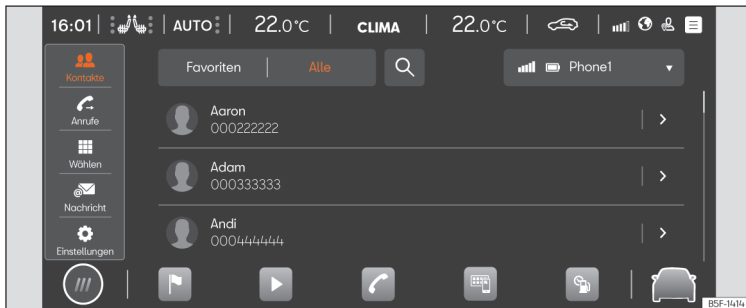 16:01 AUTO 22.0°C CLIMA 22.0°C
Kontakte
Anrufe
Wählen
Nachricht
Einstellungen
Favoriten Alle Phone1
Aaron
000222222
Adam
000333333
Andi
000444444
B5F-1414